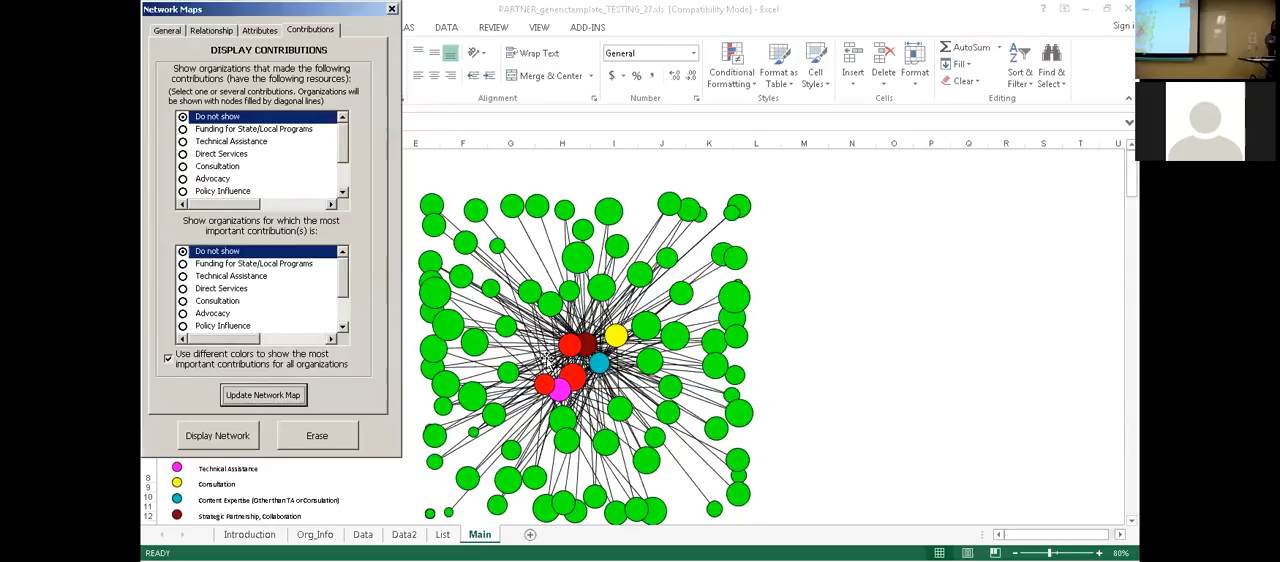 Network Maps
General Relationship Attributes Contributions
DISPLAY CONTRIBUTIONS
Show organizations that made the following
contributions (have the following resources):
(Select one or several contributions. Organizations will
be shown with nodes filled by diagonal lines)
Do not show
Funding for State/Local Programs
Technical Assistance
Direct Services
Consultation
Advocacy
Policy Influence
Show organizations for which the most
important contribution(s) is:
Do not show
Funding for State/Local Programs
Technical Assistance
Direct Services
Consultation
Advocacy
Policy Influence
Use different colors to show the most
important contributions for all organizations
Update Network Map
Display Network Erase
PARTNER_generictemplate_TESTING_27.xls [Compatibility Mode] - Excel
Sign in
AS DATA REVIEW VIEW ADD-INS
Wrap Text
Merge & Center
Alignment
General
$ % ,
Number
Conditional
Formatting
Format as
Table
Cell
Styles
Styles
Insert Delete Format
Cells
AutoSum
Fill
Clear
Sort &
Filter
Find &
Select
Editing
E F G H I J K L M N O P Q R S T U
8 Technical Assistance
9 Consultation
10 Content Expertise (Other than TA or Consulation)
11
12 Strategic Partnership, Collaboration
Introduction Org_Info Data Data2 List Main
READY 80%